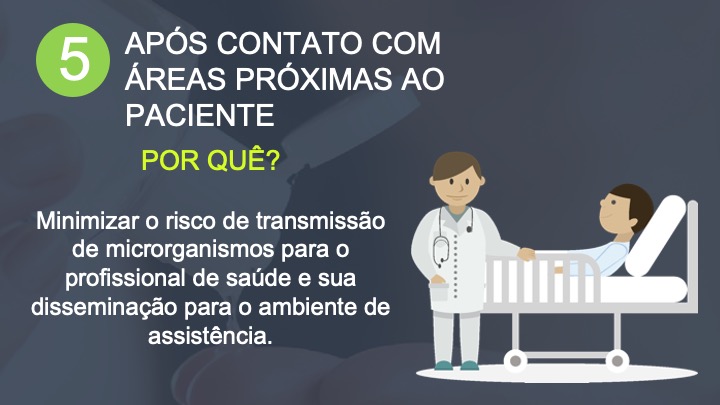 5
APÓS CONTATO COM
ÁREAS PRÓXIMAS AO
PACIENTE
POR QUÊ?
Minimizar o risco de transmissão
de microrganismos para o
profissional de saúde e sua
disseminação para o ambiente de
assistência.